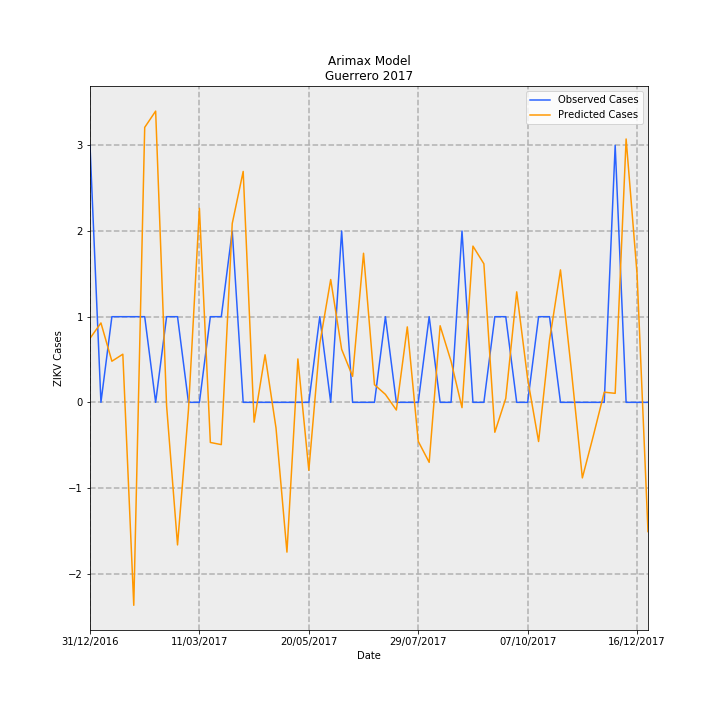 Arimax Model
Guerrero 2017
Observed Cases
Predicted Cases
ZIKV Cases
3
2
1
0
−1
−2
31/12/2016 11/03/2017 20/05/2017 29/07/2017 07/10/2017 16/12/2017
Date